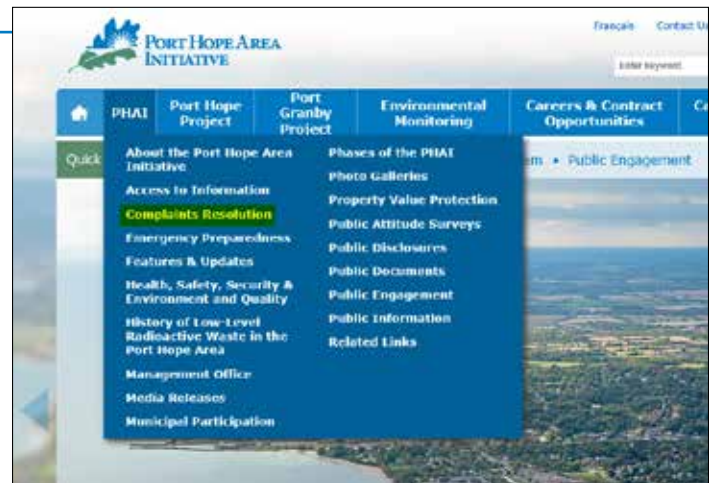 Français Contact Us
PORT HOPE AREA
INITIATIVE
Enter keyword
PHAI
Port Hope
Project
Port
Granby
Project
Environmental
Monitoring
Careers & Contract
Opportunities
Quick
em • Public Engagement
About the Port Hope Area
Initiative
Access to Information
Complaints Resolution
Emergency Preparedness
Features & Updates
Health, Safety, Security &
Environment and Quality
History of Low-Level
Radioactive Waste in the
Port Hope Area
Management Office
Media Releases
Municipal Participation
Phases of the PHAI
Photo Galleries
Property Value Protection
Public Attitude Surveys
Public Disclosures
Public Documents
Public Engagement
Public Information
Related Links